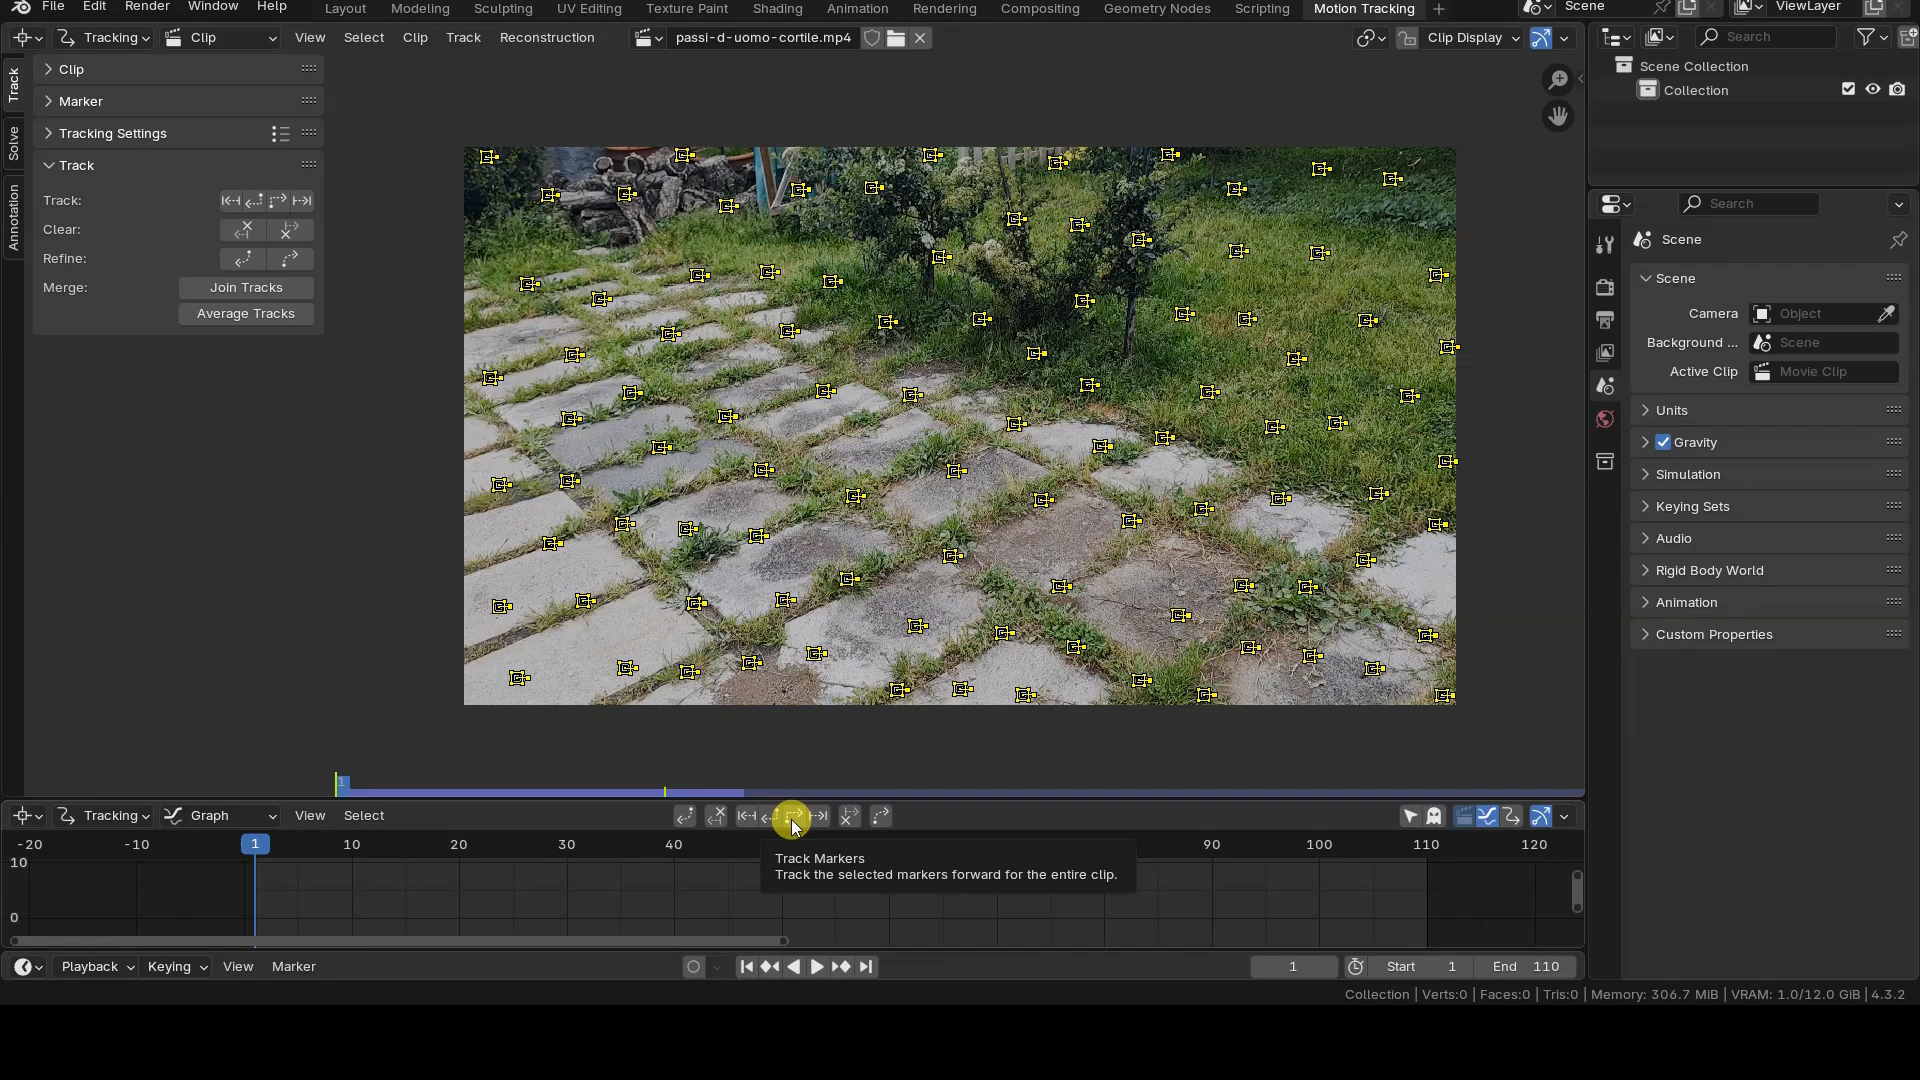 File Edit Render Window Help Layout Modeling Sculpting UV Editing Texture Paint Shading Animation Rendering Compositing Geometry Nodes Scripting Motion Tracking + Scene ViewLayer
Tracking Clip View Select Clip Track Reconstruction passi-d-uomo-cortile.mp4 Clip Display Search
Track
Solve
Annotation
Clip
Marker
Tracking Settings
Track
Track:
Clear:
Refine:
Merge: Join Tracks
Average Tracks
Scene Collection
Collection
Search
Scene
Scene
Camera Object
Background ... Scene
Active Clip Movie Clip
Units
Gravity
Simulation
Keying Sets
Audio
Rigid Body World
Animation
Custom Properties
1
Tracking Graph View Select
-20 -10 1 10 20 30 40 90 100 110 120
10
0
Track Markers
Track the selected markers forward for the entire clip.
Playback Keying View Marker 1 Start 1 End 110
Collection | Verts:0 | Faces:0 | Tris:0 | Memory: 306.7 MiB | VRAM: 1.0/12.0 GiB | 4.3.2